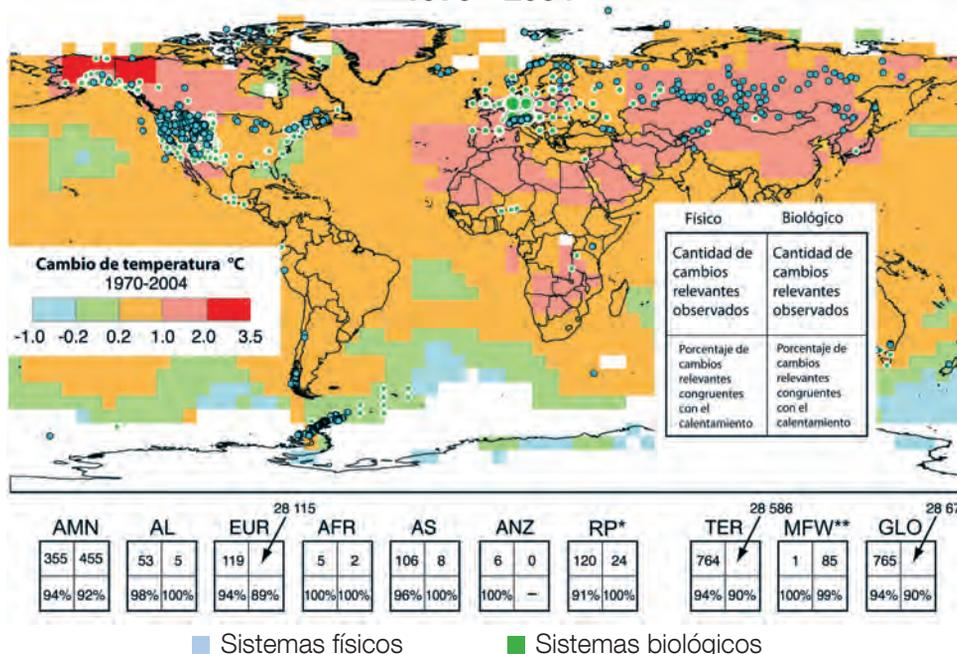 Cambio de temperatura °C
1970-2004
-1.0 -0.2 0.2 1.0 2.0 3.5
Físico Biológico
Cantidad de cambios relevantes observados
Cantidad de cambios relevantes observados
Porcentaje de cambios relevantes congruentes con el calentamiento
Porcentaje de cambios relevantes congruentes con el calentamiento
28 115 28 586 28 67
AMN AL EUR AFR AS ANZ RP* TER MFW** GLO
355 455 53 5 119 5 2 106 8 6 0 120 24 764 1 85 765
94% 92% 98% 100% 94% 89% 100% 100% 96% 100% 100% – 91% 100% 94% 90% 100% 99% 94% 90%
Sistemas físicos Sistemas biológicos